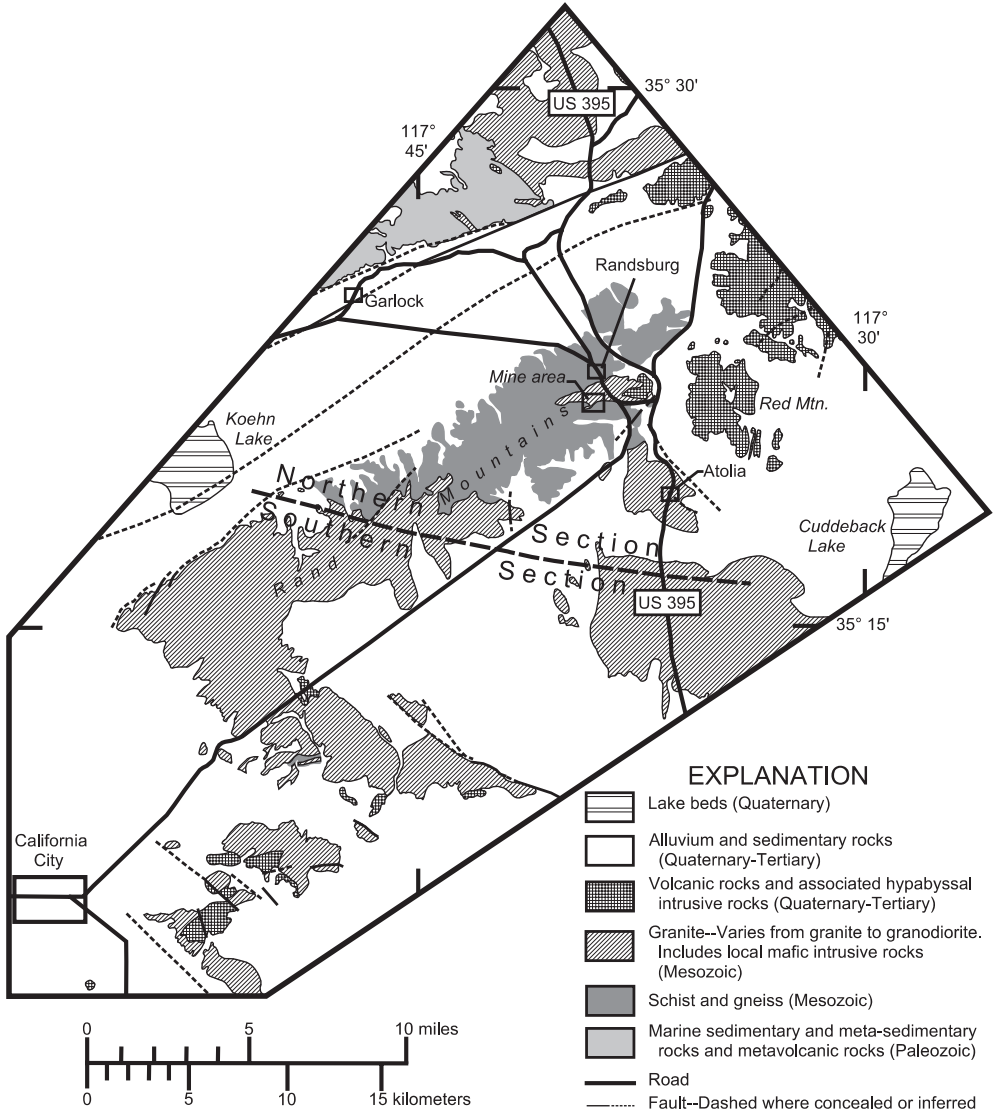 35° 30'
US 395
117°
45'
Randsburg
Garlock
117°
30'
Mine area
Red Mtn.
Koehn
Lake
Rand Mountains
Atolia
Northern Section
Southern Section
Cuddeback
Lake
US 395
35° 15'
California
City
EXPLANATION
Lake beds (Quaternary)
Alluvium and sedimentary rocks
(Quaternary-Tertiary)
Volcanic rocks and associated hypabyssal
intrusive rocks (Quaternary-Tertiary)
Granite--Varies from granite to granodiorite.
Includes local mafic intrusive rocks
(Mesozoic)
Schist and gneiss (Mesozoic)
Marine sedimentary and meta-sedimentary
rocks and metavolcanic rocks (Paleozoic)
Road
Fault--Dashed where concealed or inferred
0 5 10 miles
0 5 10 15 kilometers